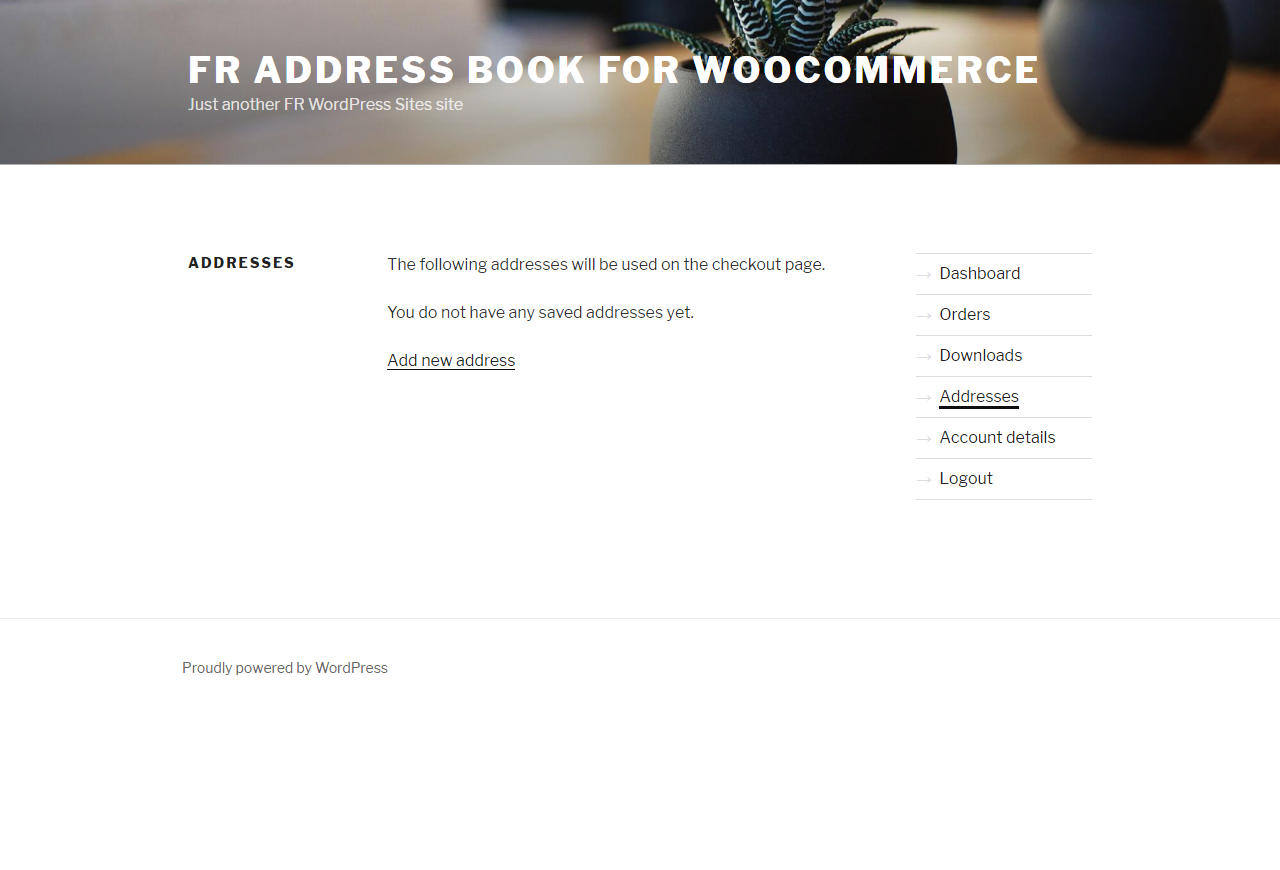 FR ADDRESS BOOK FOR WOOCOMMERCE
Just another FR WordPress Sites site
ADDRESSES
The following addresses will be used on the checkout page.
You do not have any saved addresses yet.
Add new address
Dashboard
Orders
Downloads
Addresses
Account details
Logout
Proudly powered by WordPress